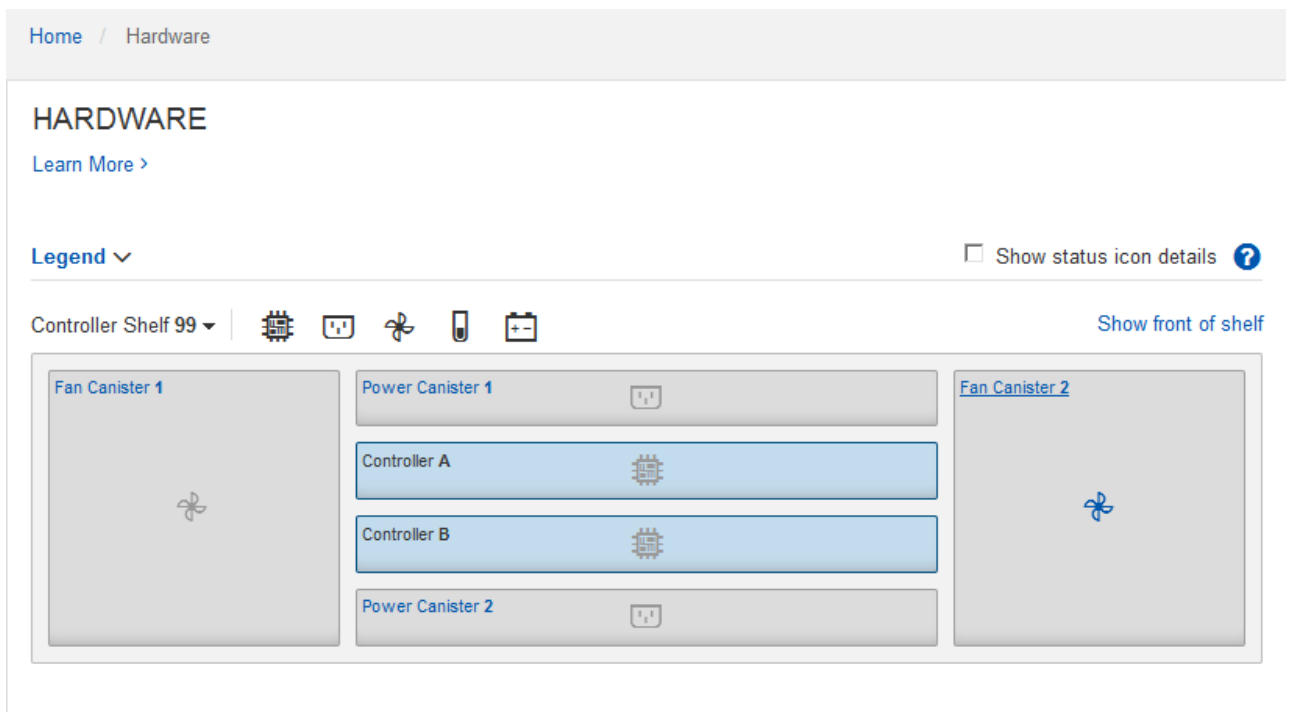 Home / Hardware
HARDWARE
Learn More >
Legend
Show status icon details ?
Controller Shelf 99
Show front of shelf
Fan Canister 1
Power Canister 1
Fan Canister 2
Controller A
Controller B
Power Canister 2